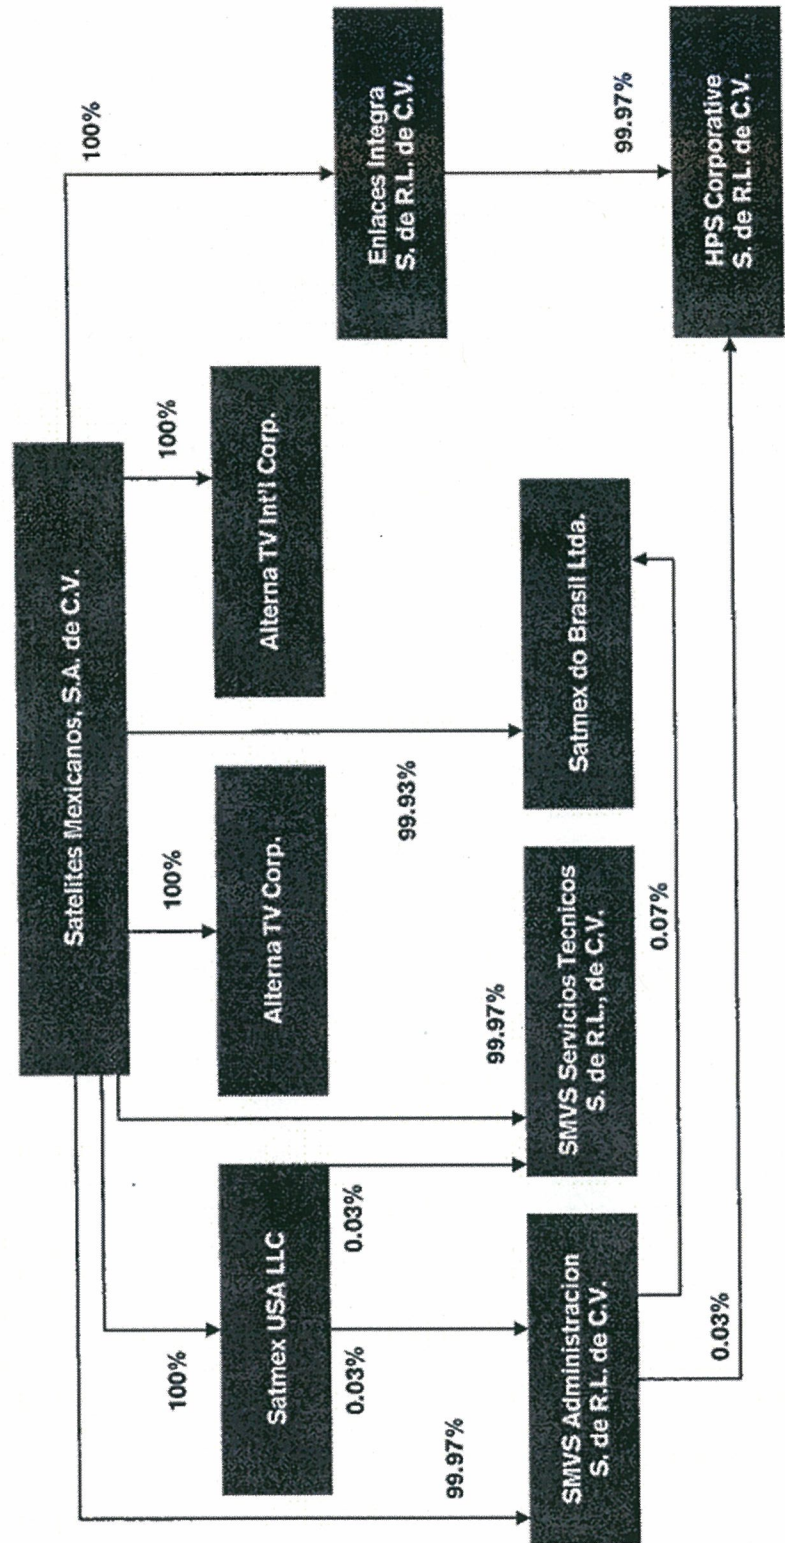 Satelites Mexicanos, S.A. de C.V.
100%
100%
100%
100%
Satmex USA LLC
Alterna TV Corp.
Alterna TV Int'l Corp.
Enlaces Integra
S. de R.L. de C.V.
99.97%
0.03%
0.03%
99.97%
99.93%
99.97%
SMVS Administracion
S. de R.L. de C.V.
SMVS Servicios Tecnicos
S. de R.L., de C.V.
Satmex do Brasil Ltda.
HPS Corporative
S. de R.L. de C.V.
0.07%
0.03%